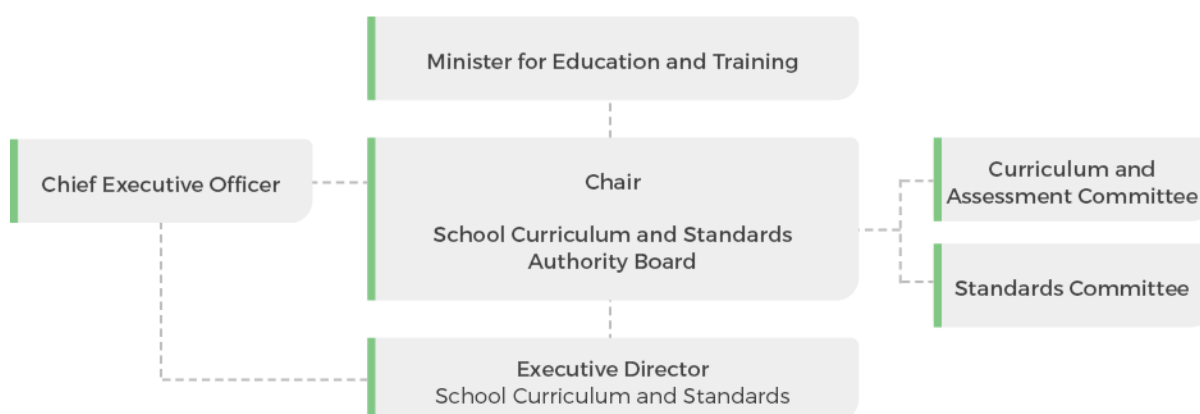 Minister for Education and Training
Chief Executive Officer
Chair
School Curriculum and Standards
Authority Board
Curriculum and
Assessment Committee
Standards Committee
Executive Director
School Curriculum and Standards